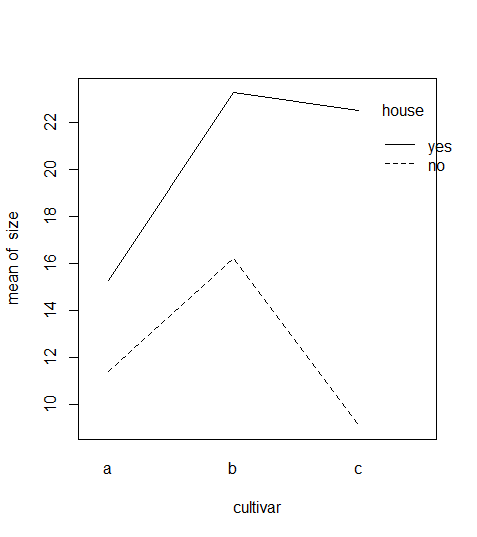 mean of  size
22
20
18
16
14
12
10
house
yes
no
a b c
cultivar